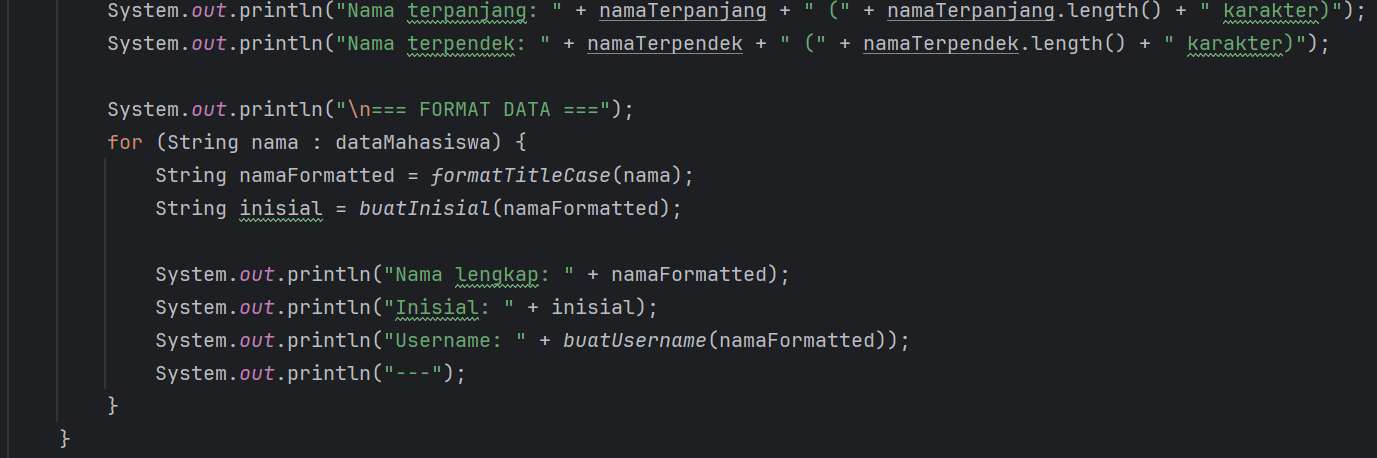 System.out.println("Nama terpanjang: " + namaTerpanjang + " (" + namaTerpanjang.length() + " karakter)");
System.out.println("Nama terpendek: " + namaTerpendek + " (" + namaTerpendek.length() + " karakter)");
System.out.println("\n=== FORMAT DATA ===");
for (String nama : dataMahasiswa) {
String namaFormatted = formatTitleCase(nama);
String inisial = buatInisial(namaFormatted);
System.out.println("Nama lengkap: " + namaFormatted);
System.out.println("Inisial: " + inisial);
System.out.println("Username: " + buatUsername(namaFormatted));
System.out.println("---");
}
}